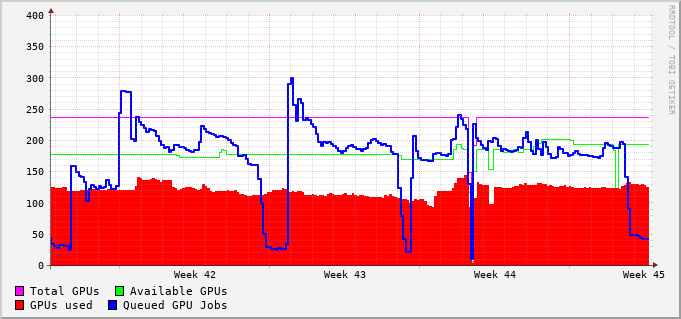 RRDTOOL / TOBI OETIKER
400
350
300
250
200
150
100
50
0
Week 42 Week 43 Week 44 Week 45
Total GPUs Available GPUs
GPUs used Queued GPU Jobs